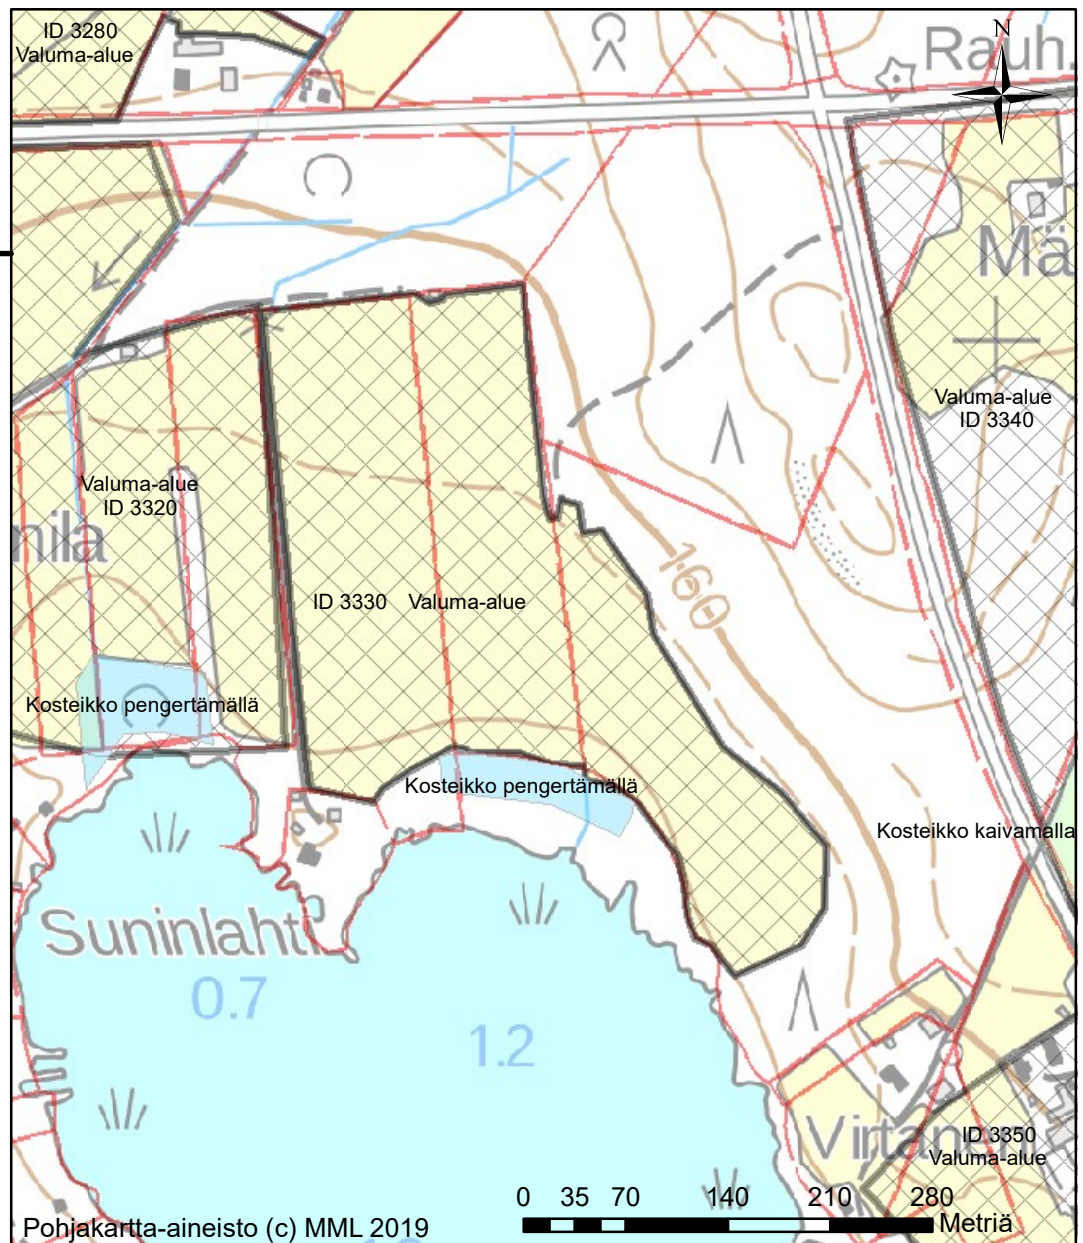 ID 3280
Valuma-alue
N
Rauh.
Mä
Valuma-alue
ID 3340
Valuma-alue
ID 3320
nila
160
ID 3330 Valuma-alue
Kosteikko pengertämällä
Kosteikko pengertämällä
Kosteikko kaivamalla
Suninlahti
0.7
1.2
Virtanen
ID 3350
Valuma-alue
0 35 70 140 210 280
Metriä
Pohjakartta-aineisto (c) MML 2019